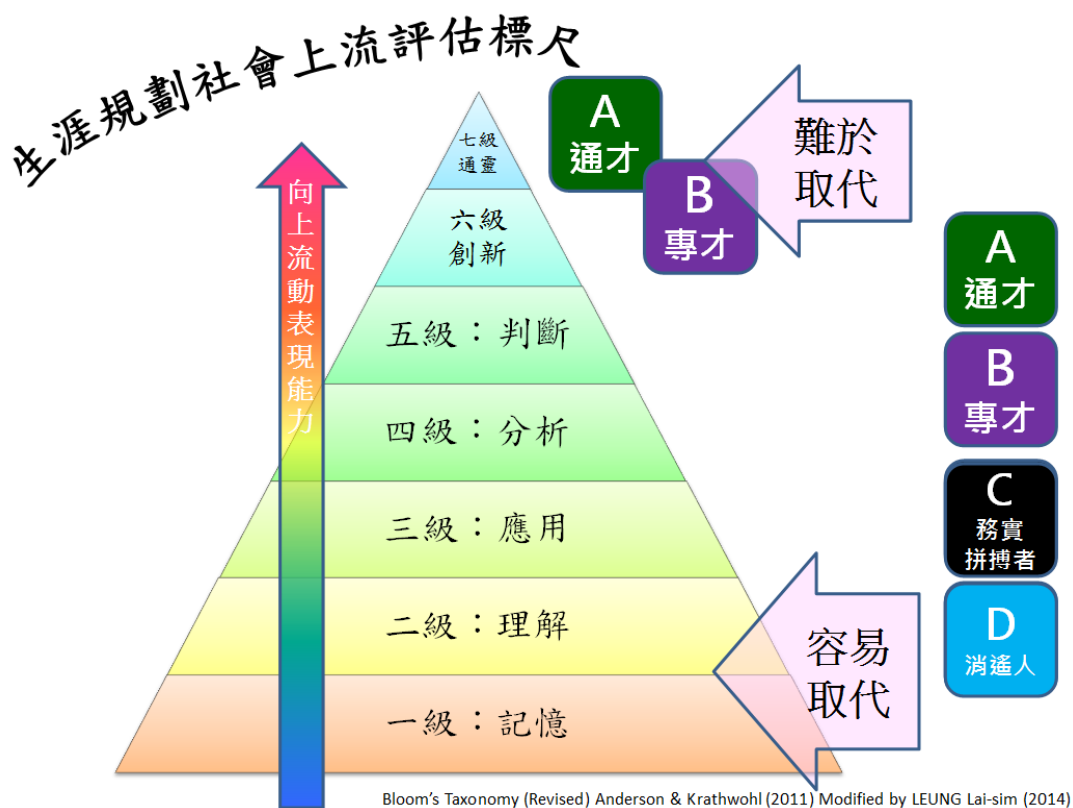 生涯規劃社會上流評估標尺
向上流動表現能力
七級
通靈
六級
創新
五級：判斷
四級：分析
三級：應用
二級：理解
一級：記憶
A
通才
B
專才
難於
取代
A
通才
B
專才
C
務實
拼搏者
D
消遙人
容易
取代
Bloom's Taxonomy (Revised) Anderson & Krathwohl (2011) Modified by LEUNG Lai-sim (2014)